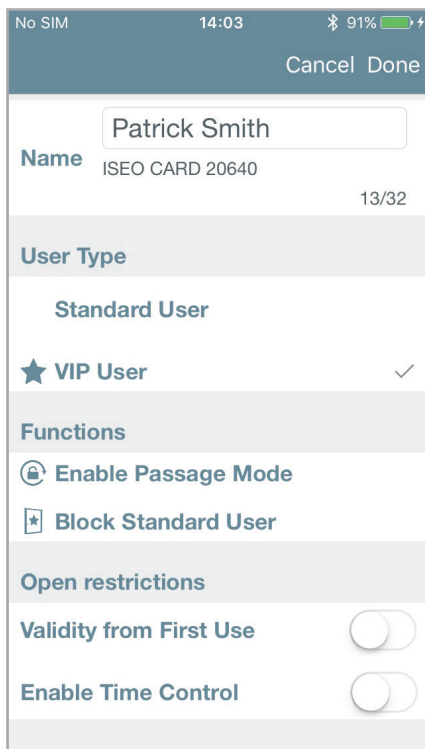 No SIM 14:03 91%
Cancel Done
Patrick Smith
Name
ISEO CARD 20640
13/32
User Type
Standard User
VIP User
Functions
Enable Passage Mode
Block Standard User
Open restrictions
Validity from First Use
Enable Time Control